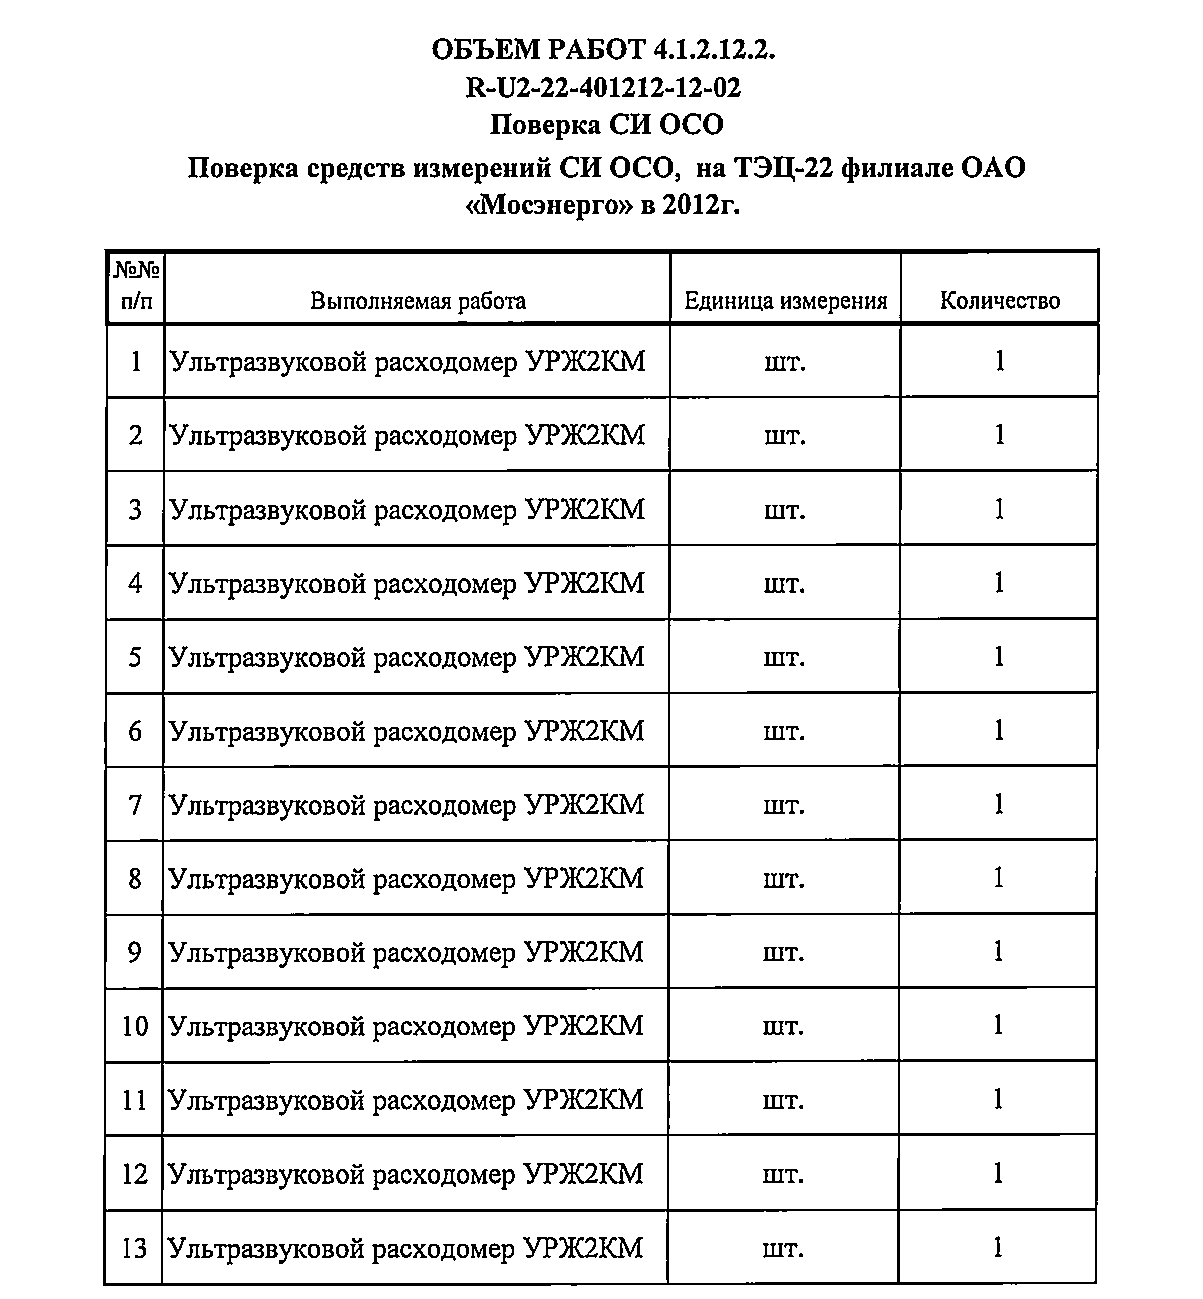 ОБЪЕМ РАБОТ 4.1.2.12.2.
R-U2-22-401212-12-02
Поверка СИ ОСО
Поверка средств измерений СИ ОСО, на ТЭЦ-22 филиале ОАО
«Мосэнерго» в 2012г.
№№ п/п Выполняемая работа Единица измерения Количество
1 Ультразвуковой расходомер УРЖ2КМ шт. 1
2 Ультразвуковой расходомер УРЖ2КМ шт. 1
3 Ультразвуковой расходомер УРЖ2КМ шт. 1
4 Ультразвуковой расходомер УРЖ2КМ шт. 1
5 Ультразвуковой расходомер УРЖ2КМ шт. 1
6 Ультразвуковой расходомер УРЖ2КМ шт. 1
7 Ультразвуковой расходомер УРЖ2КМ шт. 1
8 Ультразвуковой расходомер УРЖ2КМ шт. 1
9 Ультразвуковой расходомер УРЖ2КМ шт. 1
10 Ультразвуковой расходомер УРЖ2КМ шт. 1
11 Ультразвуковой расходомер УРЖ2КМ шт. 1
12 Ультразвуковой расходомер УРЖ2КМ шт. 1
13 Ультразвуковой расходомер УРЖ2КМ шт. 1